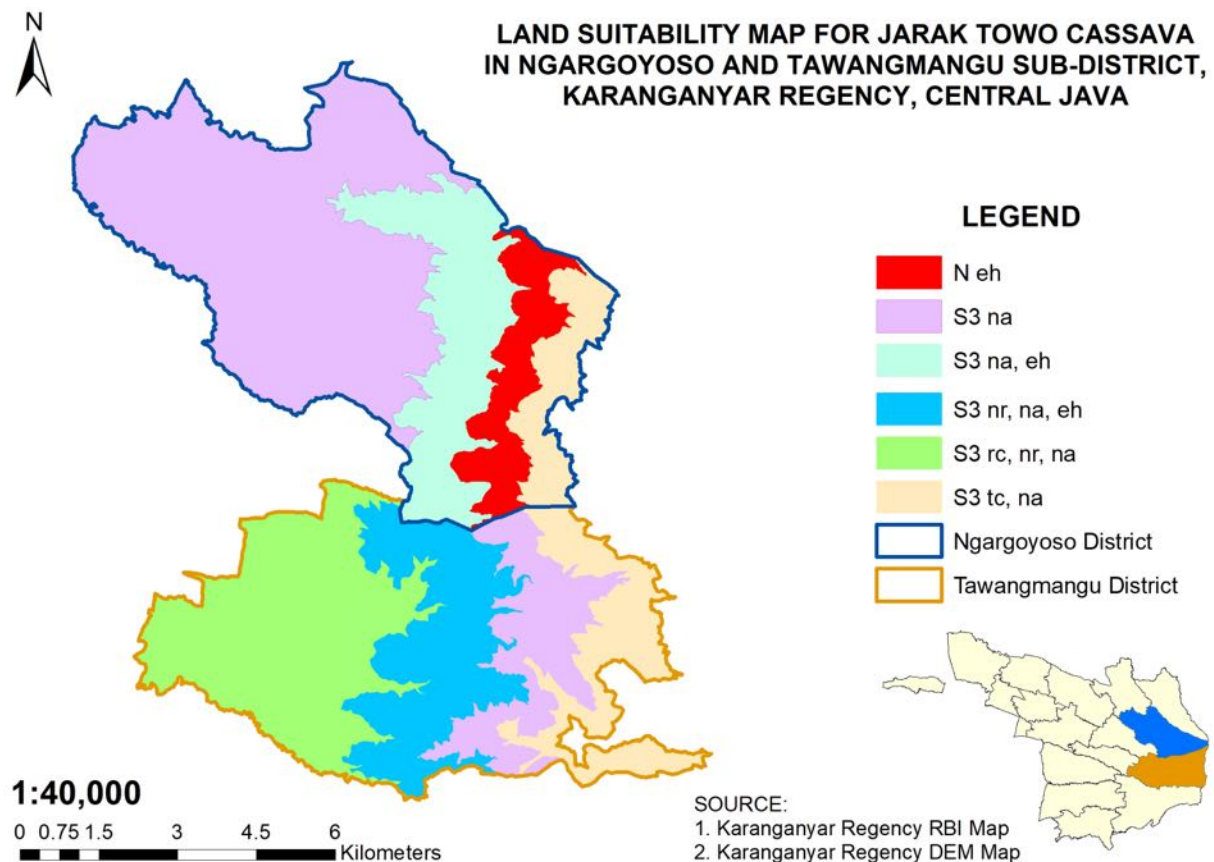 N
LAND SUITABILITY MAP FOR JARAK TOWO CASSAVA
IN NGARGOYOSO AND TAWANGMANGU SUB-DISTRICT,
KARANGANYAR REGENCY, CENTRAL JAVA
LEGEND
N eh
S3 na
S3 na, eh
S3 nr, na, eh
S3 rc, nr, na
S3 tc, na
Ngargoyoso District
Tawangmangu District
1:40,000
0 0.75 1.5 3 4.5 6
Kilometers
SOURCE:
1. Karanganyar Regency RBI Map
2. Karanganyar Regency DEM Map